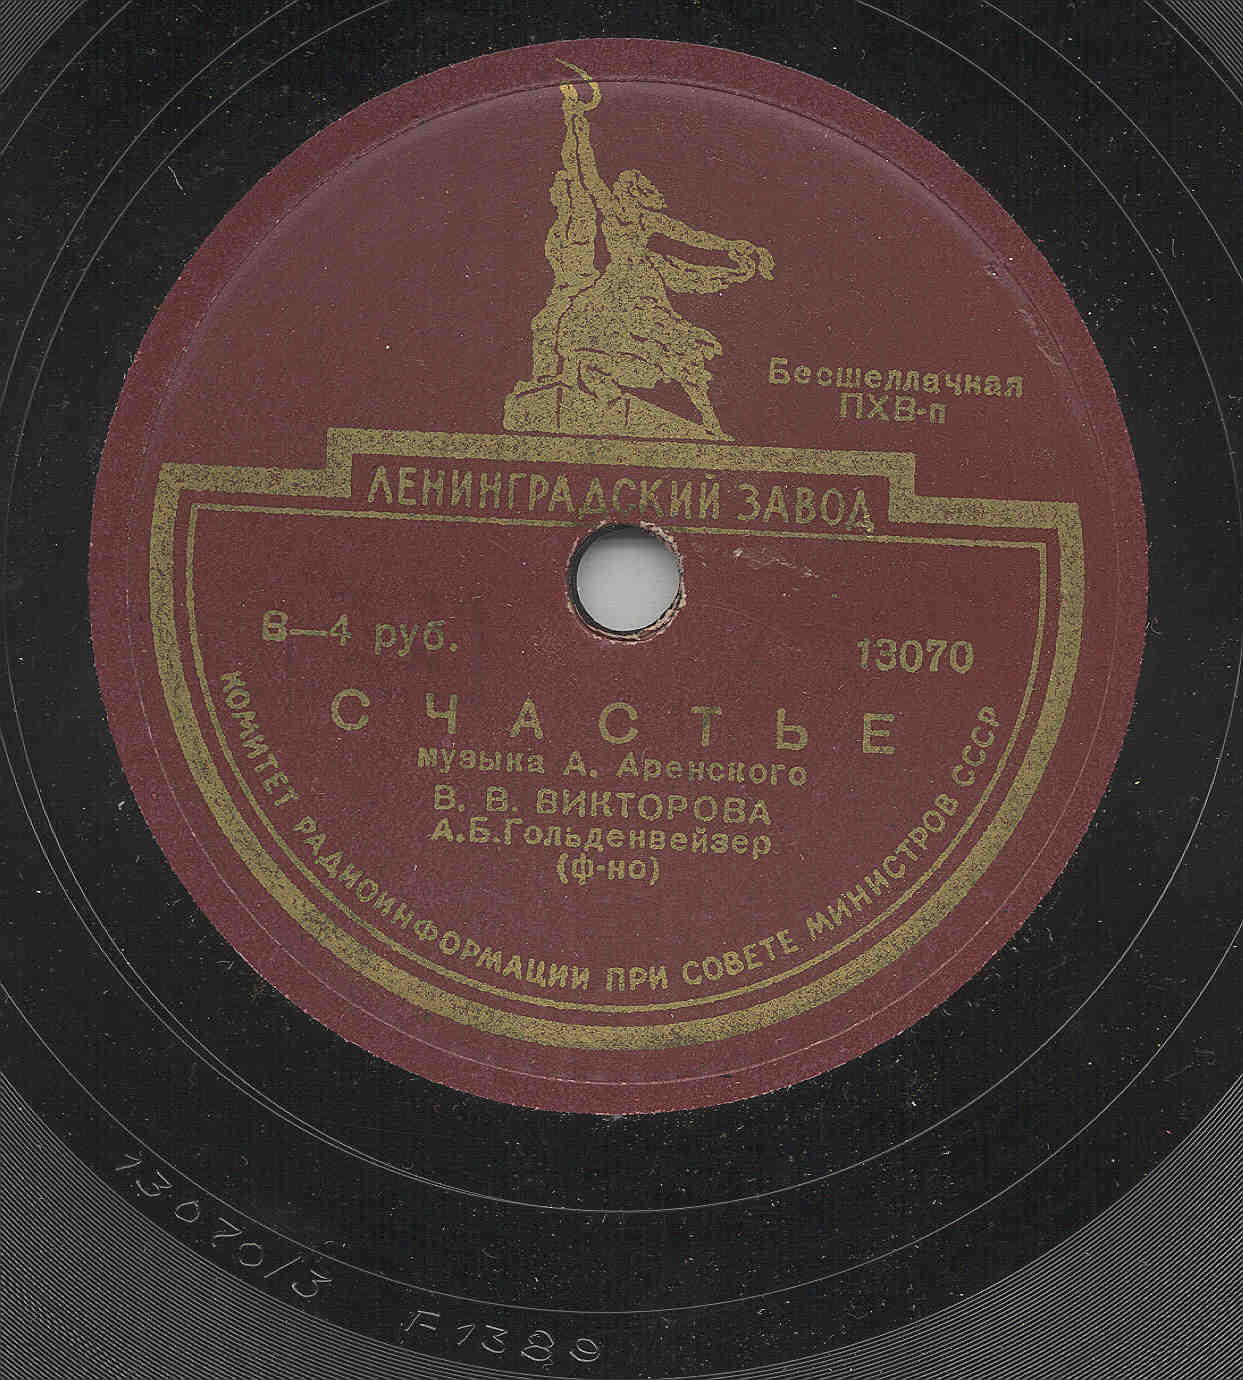 Бесшеллачная
ПХВ-п
ЛЕНИНГРАДСКИЙ ЗАВОД
В—4 руб.
13070
СЧАСТЬЕ
музыка А. Аренского
В. В. ВИКТОРОВА
А.Б.Гольденвейзер
(ф-но)
КОМИТЕТ РАДИОИНФОРМАЦИИ ПРИ СОВЕТЕ МИНИСТРОВ СССР
13070/3 F-1389